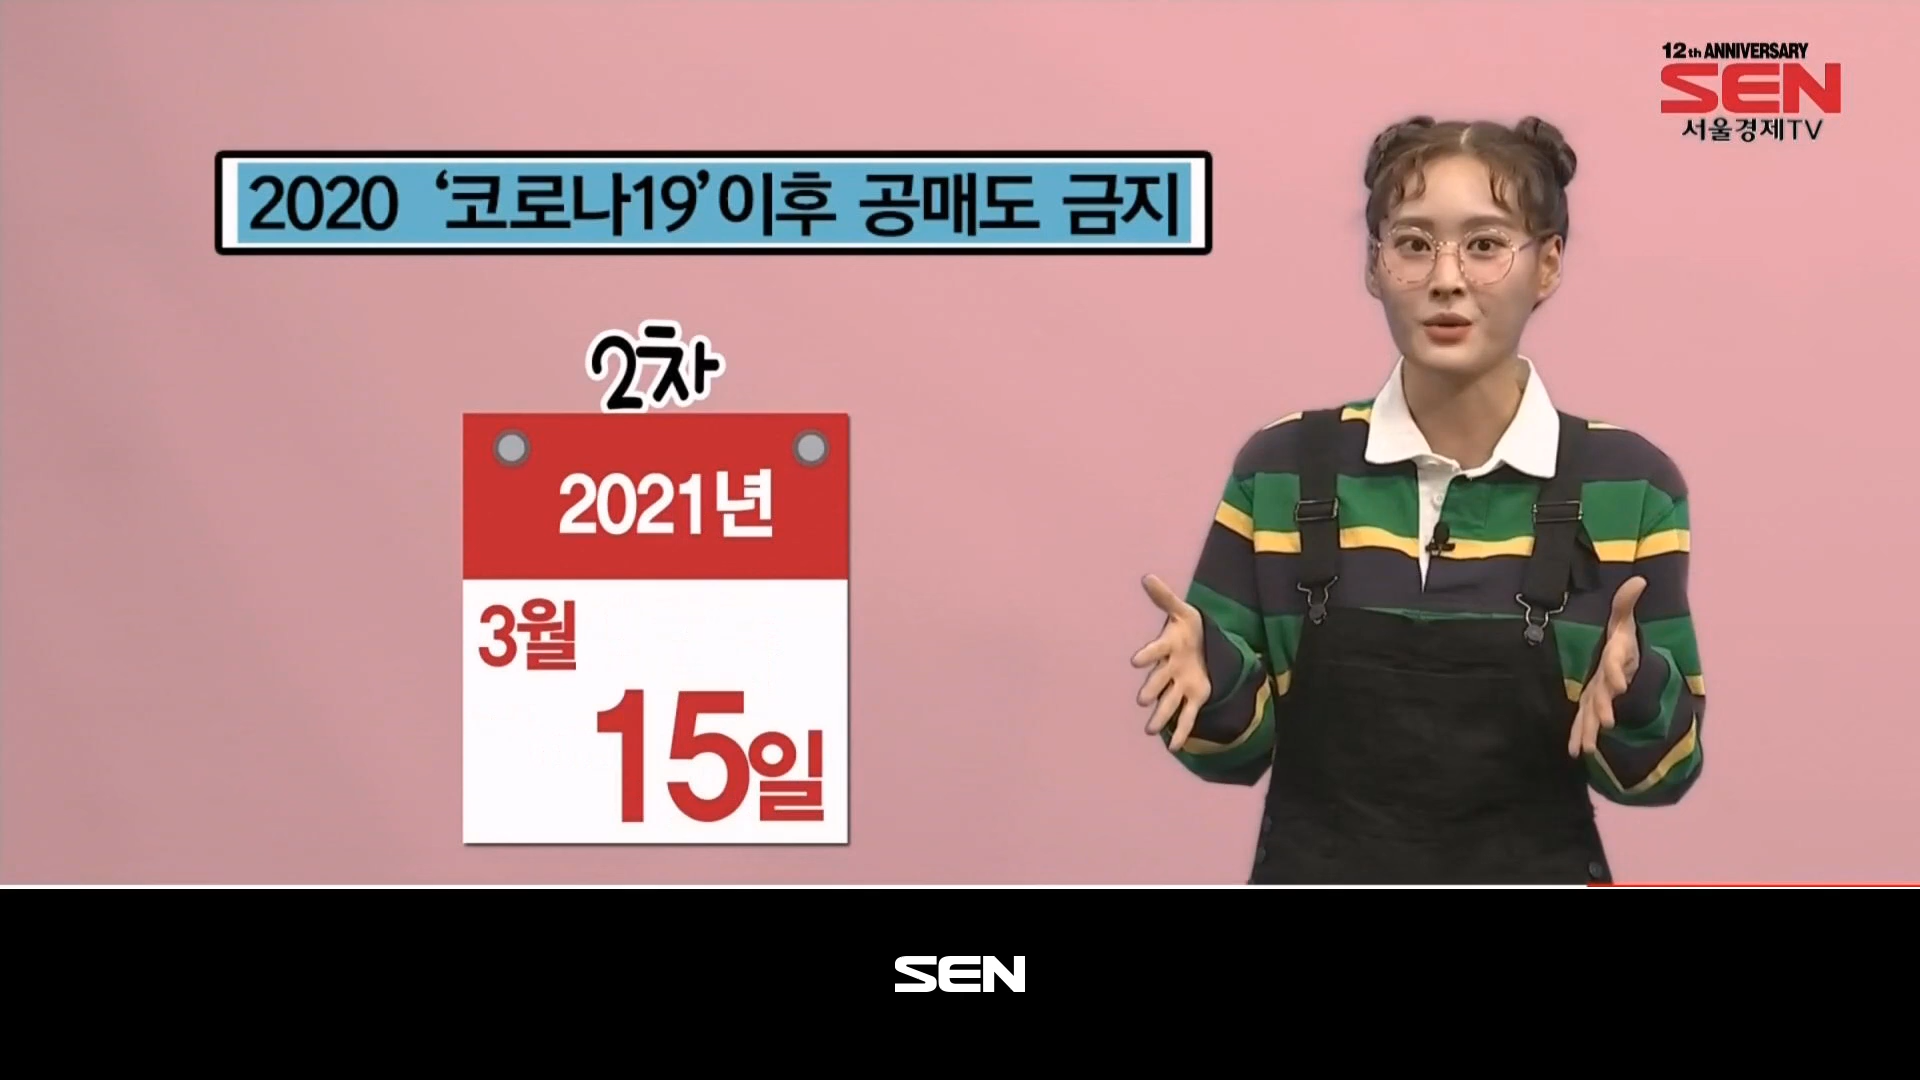 12th ANNIVERSARY
SEN
서울경제TV
2020 ‘코로나19’이후 공매도 금지
2차
2021년
3월
15일
SEN